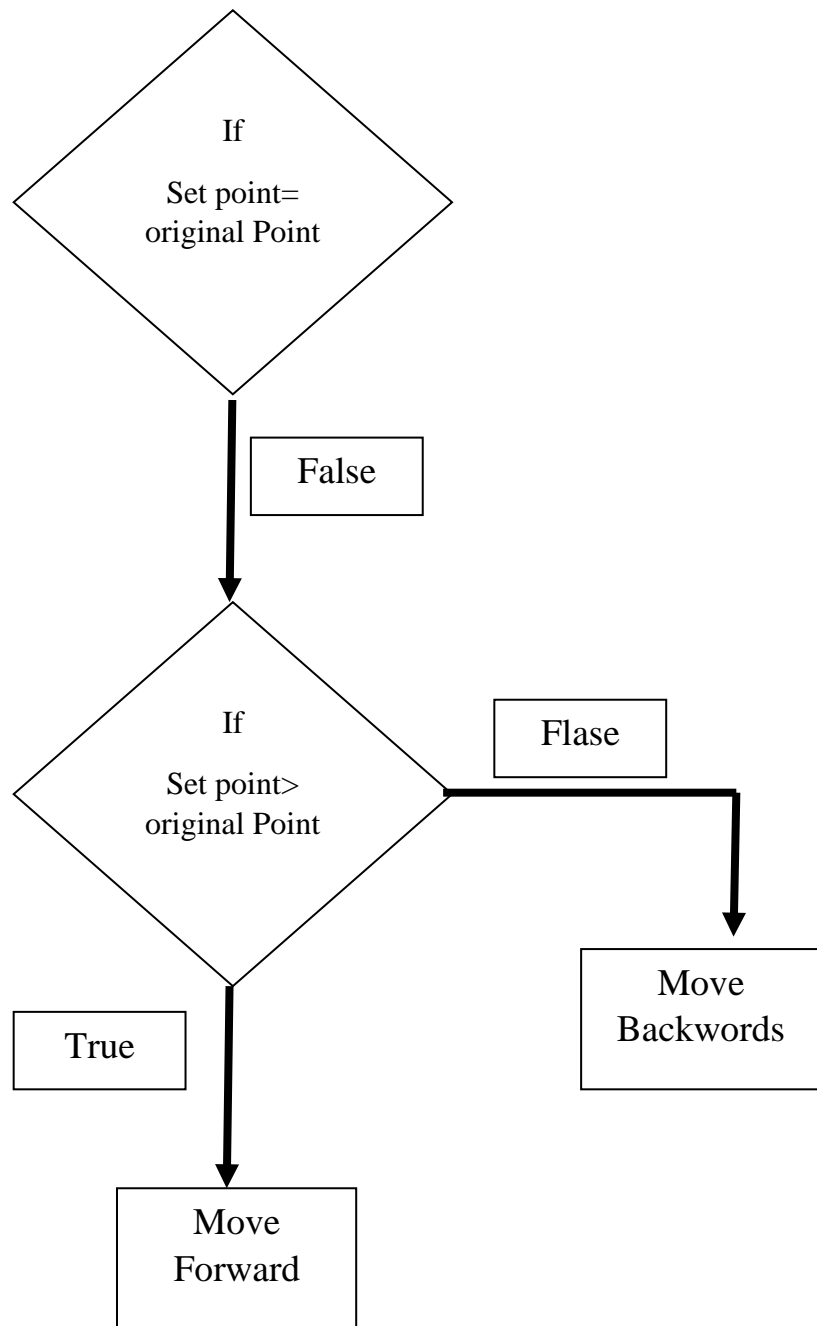 If
Set point=
original Point
False
If
Set point>
original Point
Flase
Move
Backwords
True
Move
Forward